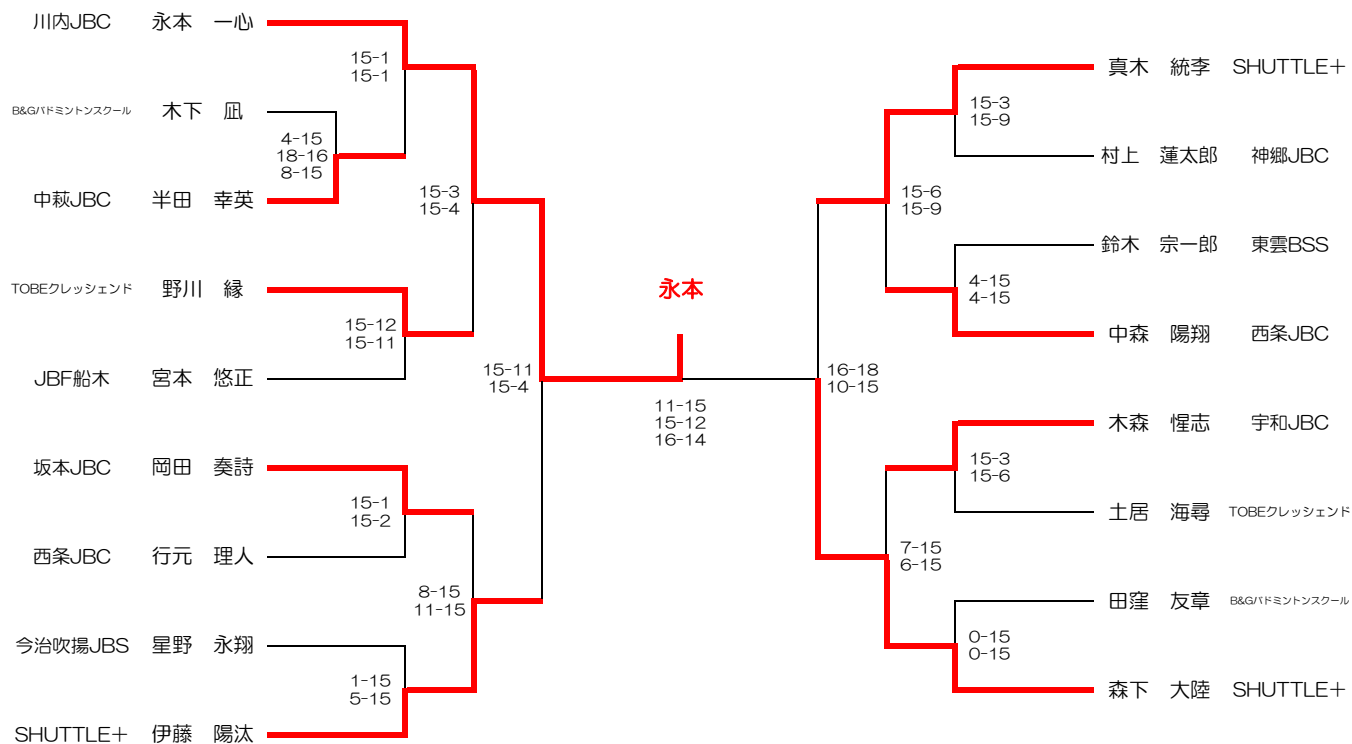 川内JBC 永本 一心
15-1
15-1
B&Gバドミントンスクール 木下 凪
4-15
18-16
8-15
中萩JBC 半田 幸英
15-3
15-4
TOBEクレッシェンド 野川 縁
15-12
15-11
JBF船木 宮本 悠正
15-11
15-4
坂本JBC 岡田 奏詩
15-1
15-2
西条JBC 行元 理人
8-15
11-15
今治吹揚JBS 星野 永翔
1-15
5-15
SHUTTLE+ 伊藤 陽汰
永本
11-15
15-12
16-14
真木 統李 SHUTTLE+
15-3
15-9
村上 蓮太郎 神郷JBC
15-6
15-9
鈴木 宗一郎 東雲BSS
4-15
4-15
中森 陽翔 西条JBC
16-18
10-15
木森 惺志 宇和JBC
15-3
15-6
土居 海尋 TOBEクレッシェンド
7-15
6-15
田窪 友章 B&Gバドミントンスクール
0-15
0-15
森下 大陸 SHUTTLE+